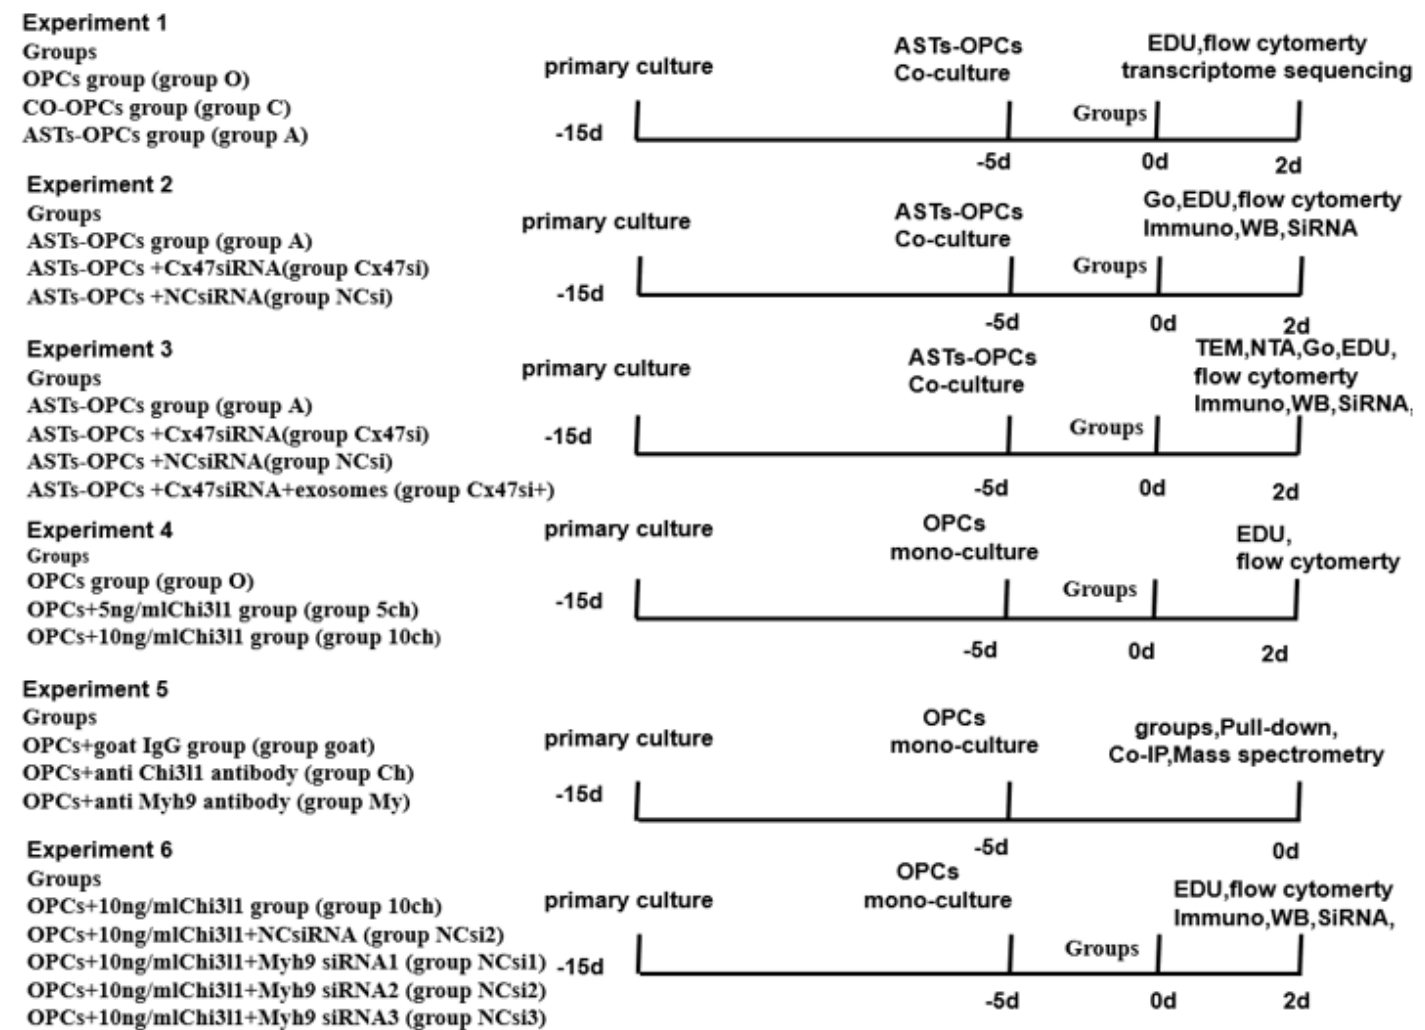 Experiment 1
Groups
OPCs group (group O)
CO-OPCs group (group C)
ASTs-OPCs group (group A)
primary culture
-15d
ASTs-OPCs
Co-culture
-5d
Groups
0d
EDU,flow cytomerty
transcriptome sequencing
2d
Experiment 2
Groups
ASTs-OPCs group (group A)
ASTs-OPCs +Cx47siRNA(group Cx47si)
ASTs-OPCs +NCsiRNA(group NCsi)
primary culture
-15d
ASTs-OPCs
Co-culture
-5d
Groups
0d
Go,EDU,flow cytomerty
Immuno,WB,SiRNA
2d
Experiment 3
Groups
ASTs-OPCs group (group A)
ASTs-OPCs +Cx47siRNA(group Cx47si)
ASTs-OPCs +NCsiRNA(group NCsi)
ASTs-OPCs +Cx47siRNA+exosomes (group Cx47si+)
primary culture
-15d
ASTs-OPCs
Co-culture
-5d
Groups
0d
TEM,NTA,Go,EDU,
flow cytomerty
Immuno,WB,SiRNA,
2d
Experiment 4
Groups
OPCs group (group O)
OPCs+5ng/mlChi3l1 group (group 5ch)
OPCs+10ng/mlChi3l1 group (group 10ch)
primary culture
-15d
OPCs
mono-culture
-5d
Groups
0d
EDU,
flow cytomerty
2d
Experiment 5
Groups
OPCs+goat IgG group (group goat)
OPCs+anti Chi3l1 antibody (group Ch)
OPCs+anti Myh9 antibody (group My)
primary culture
-15d
OPCs
mono-culture
-5d
groups,Pull-down,
Co-IP,Mass spectrometry
0d
Experiment 6
Groups
OPCs+10ng/mlChi3l1 group (group 10ch)
OPCs+10ng/mlChi3l1+NCsiRNA (group NCsi2)
OPCs+10ng/mlChi3l1+Myh9 siRNA1 (group NCsi1)
OPCs+10ng/mlChi3l1+Myh9 siRNA2 (group NCsi2)
OPCs+10ng/mlChi3l1+Myh9 siRNA3 (group NCsi3)
primary culture
-15d
OPCs
mono-culture
-5d
Groups
0d
EDU,flow cytomerty
Immuno,WB,SiRNA,
2d